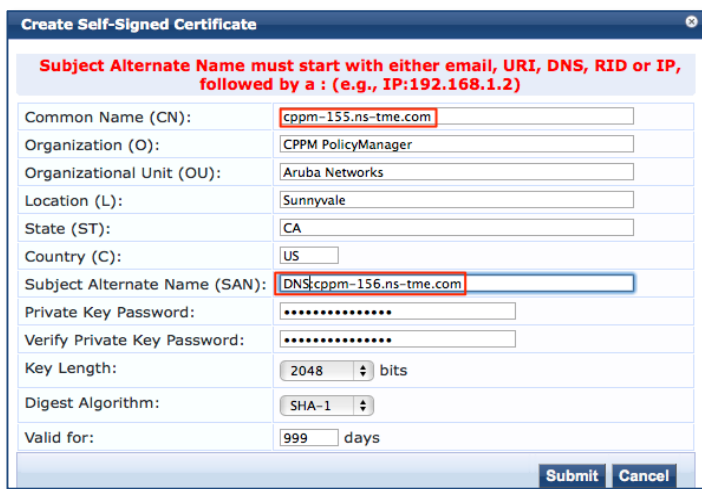 Create Self-Signed Certificate
Subject Alternate Name must start with either email, URI, DNS, RID or IP,
followed by a : (e.g., IP:192.168.1.2)
Common Name (CN): cppm-155.ns-tme.com
Organization (O): CPPM PolicyManager
Organizational Unit (OU): Aruba Networks
Location (L): Sunnyvale
State (ST): CA
Country (C): US
Subject Alternate Name (SAN): DNS:cppm-156.ns-tme.com
Private Key Password: •••••••••••••••
Verify Private Key Password: •••••••••••••••
Key Length: 2048 bits
Digest Algorithm: SHA-1
Valid for: 999 days
Submit Cancel